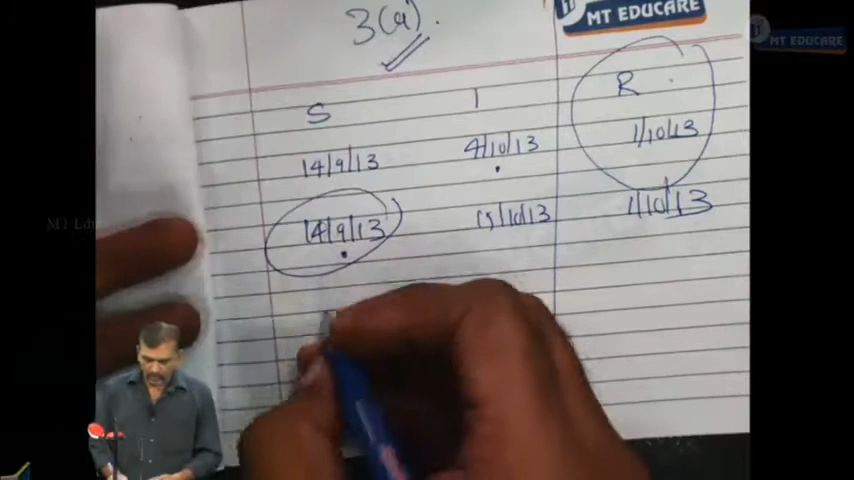 3(a).
MT EDUCARE
MT EDUCARE
S I R
14/9/13 4/10/13 1/10/13
14/9/13 15/10/13 1/10/13